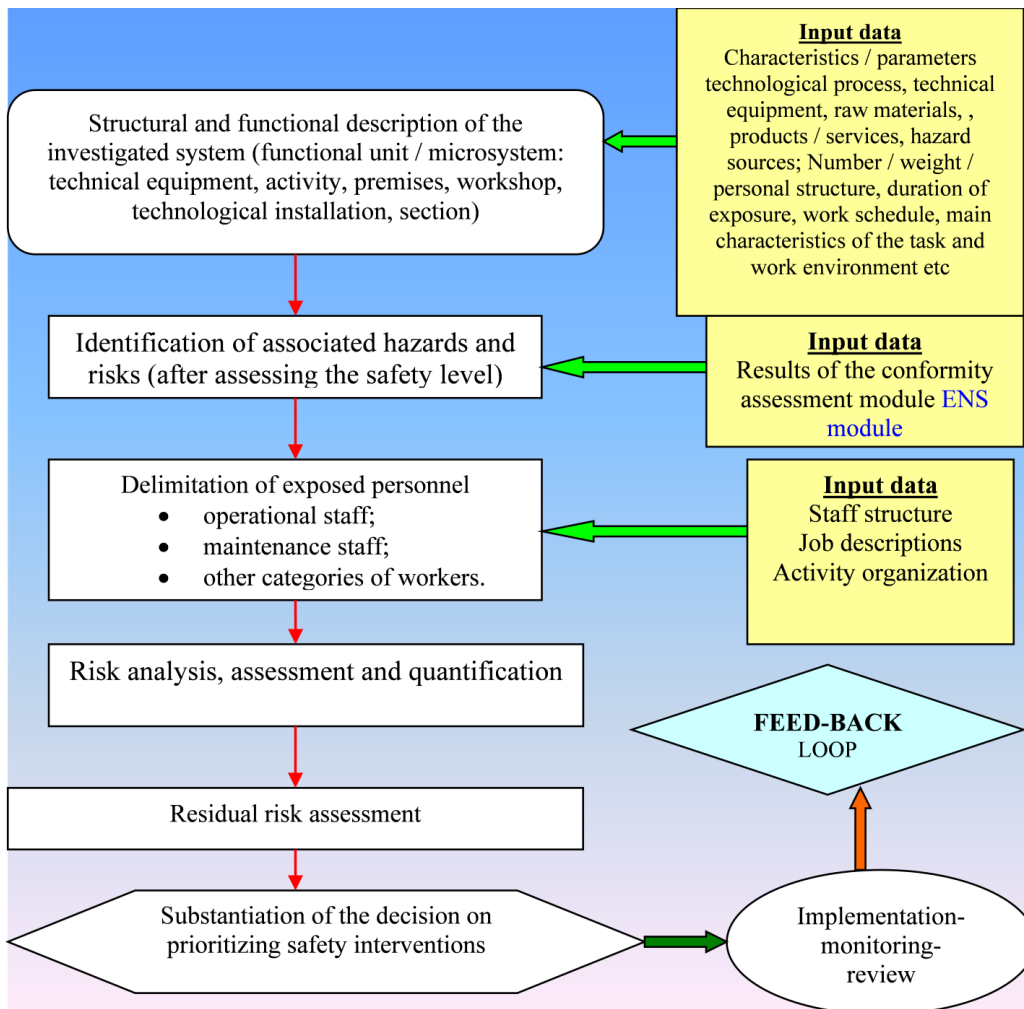 Structural and functional description of the
investigated system (functional unit / microsystem:
technical equipment, activity, premises, workshop,
technological installation, section)
Input data
Characteristics / parameters
technological process, technical
equipment, raw materials, ,
products / services, hazard
sources; Number / weight /
personal structure, duration of
exposure, work schedule, main
characteristics of the task and
work environment etc
Identification of associated hazards and
risks (after assessing the safety level)
Input data
Results of the conformity
assessment module ENS
module
Delimitation of exposed personnel
• operational staff;
• maintenance staff;
• other categories of workers.
Input data
Staff structure
Job descriptions
Activity organization
Risk analysis, assessment and quantification
FEED-BACK
LOOP
Residual risk assessment
Substantiation of the decision on
prioritizing safety interventions
Implementation-
monitoring-
review